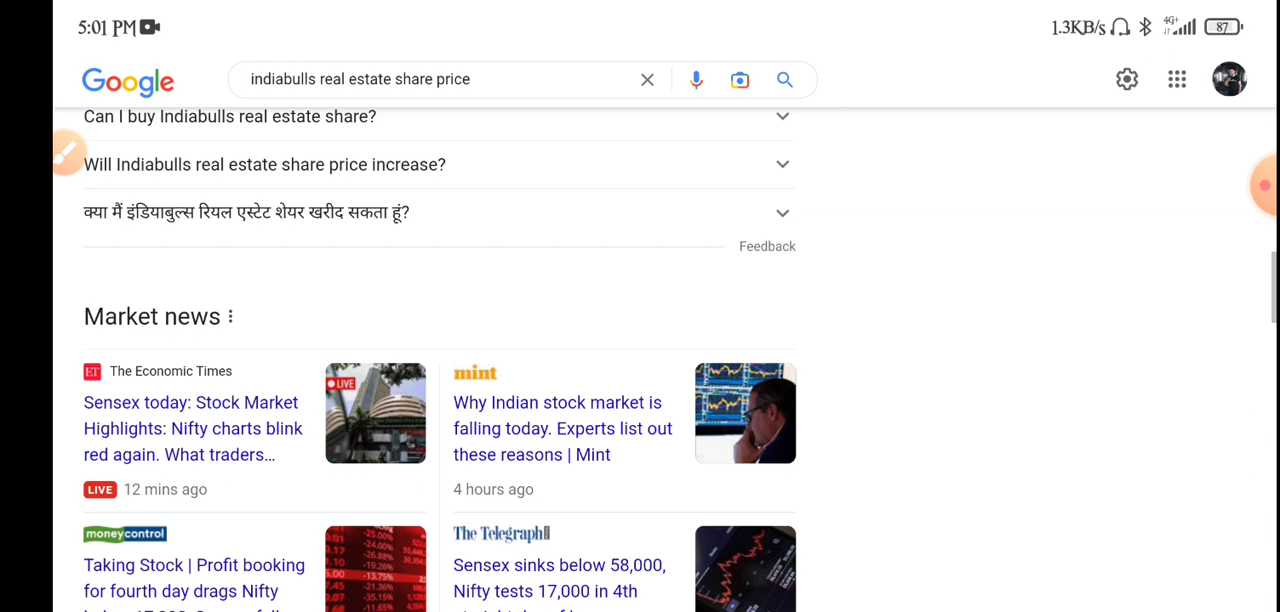 5:01 PM
1.3KB/s 4G+ 87
Google
indiabulls real estate share price
Can I buy Indiabulls real estate share?
Will Indiabulls real estate share price increase?
क्या मैं इंडियाबुल्स रियल एस्टेट शेयर खरीद सकता हूं?
Feedback
Market news
ET The Economic Times
Sensex today: Stock Market
Highlights: Nifty charts blink
red again. What traders...
LIVE
LIVE 12 mins ago
mint
Why Indian stock market is
falling today. Experts list out
these reasons | Mint
4 hours ago
moneycontrol
Taking Stock | Profit booking
for fourth day drags Nifty
The Telegraph
Sensex sinks below 58,000,
Nifty tests 17,000 in 4th